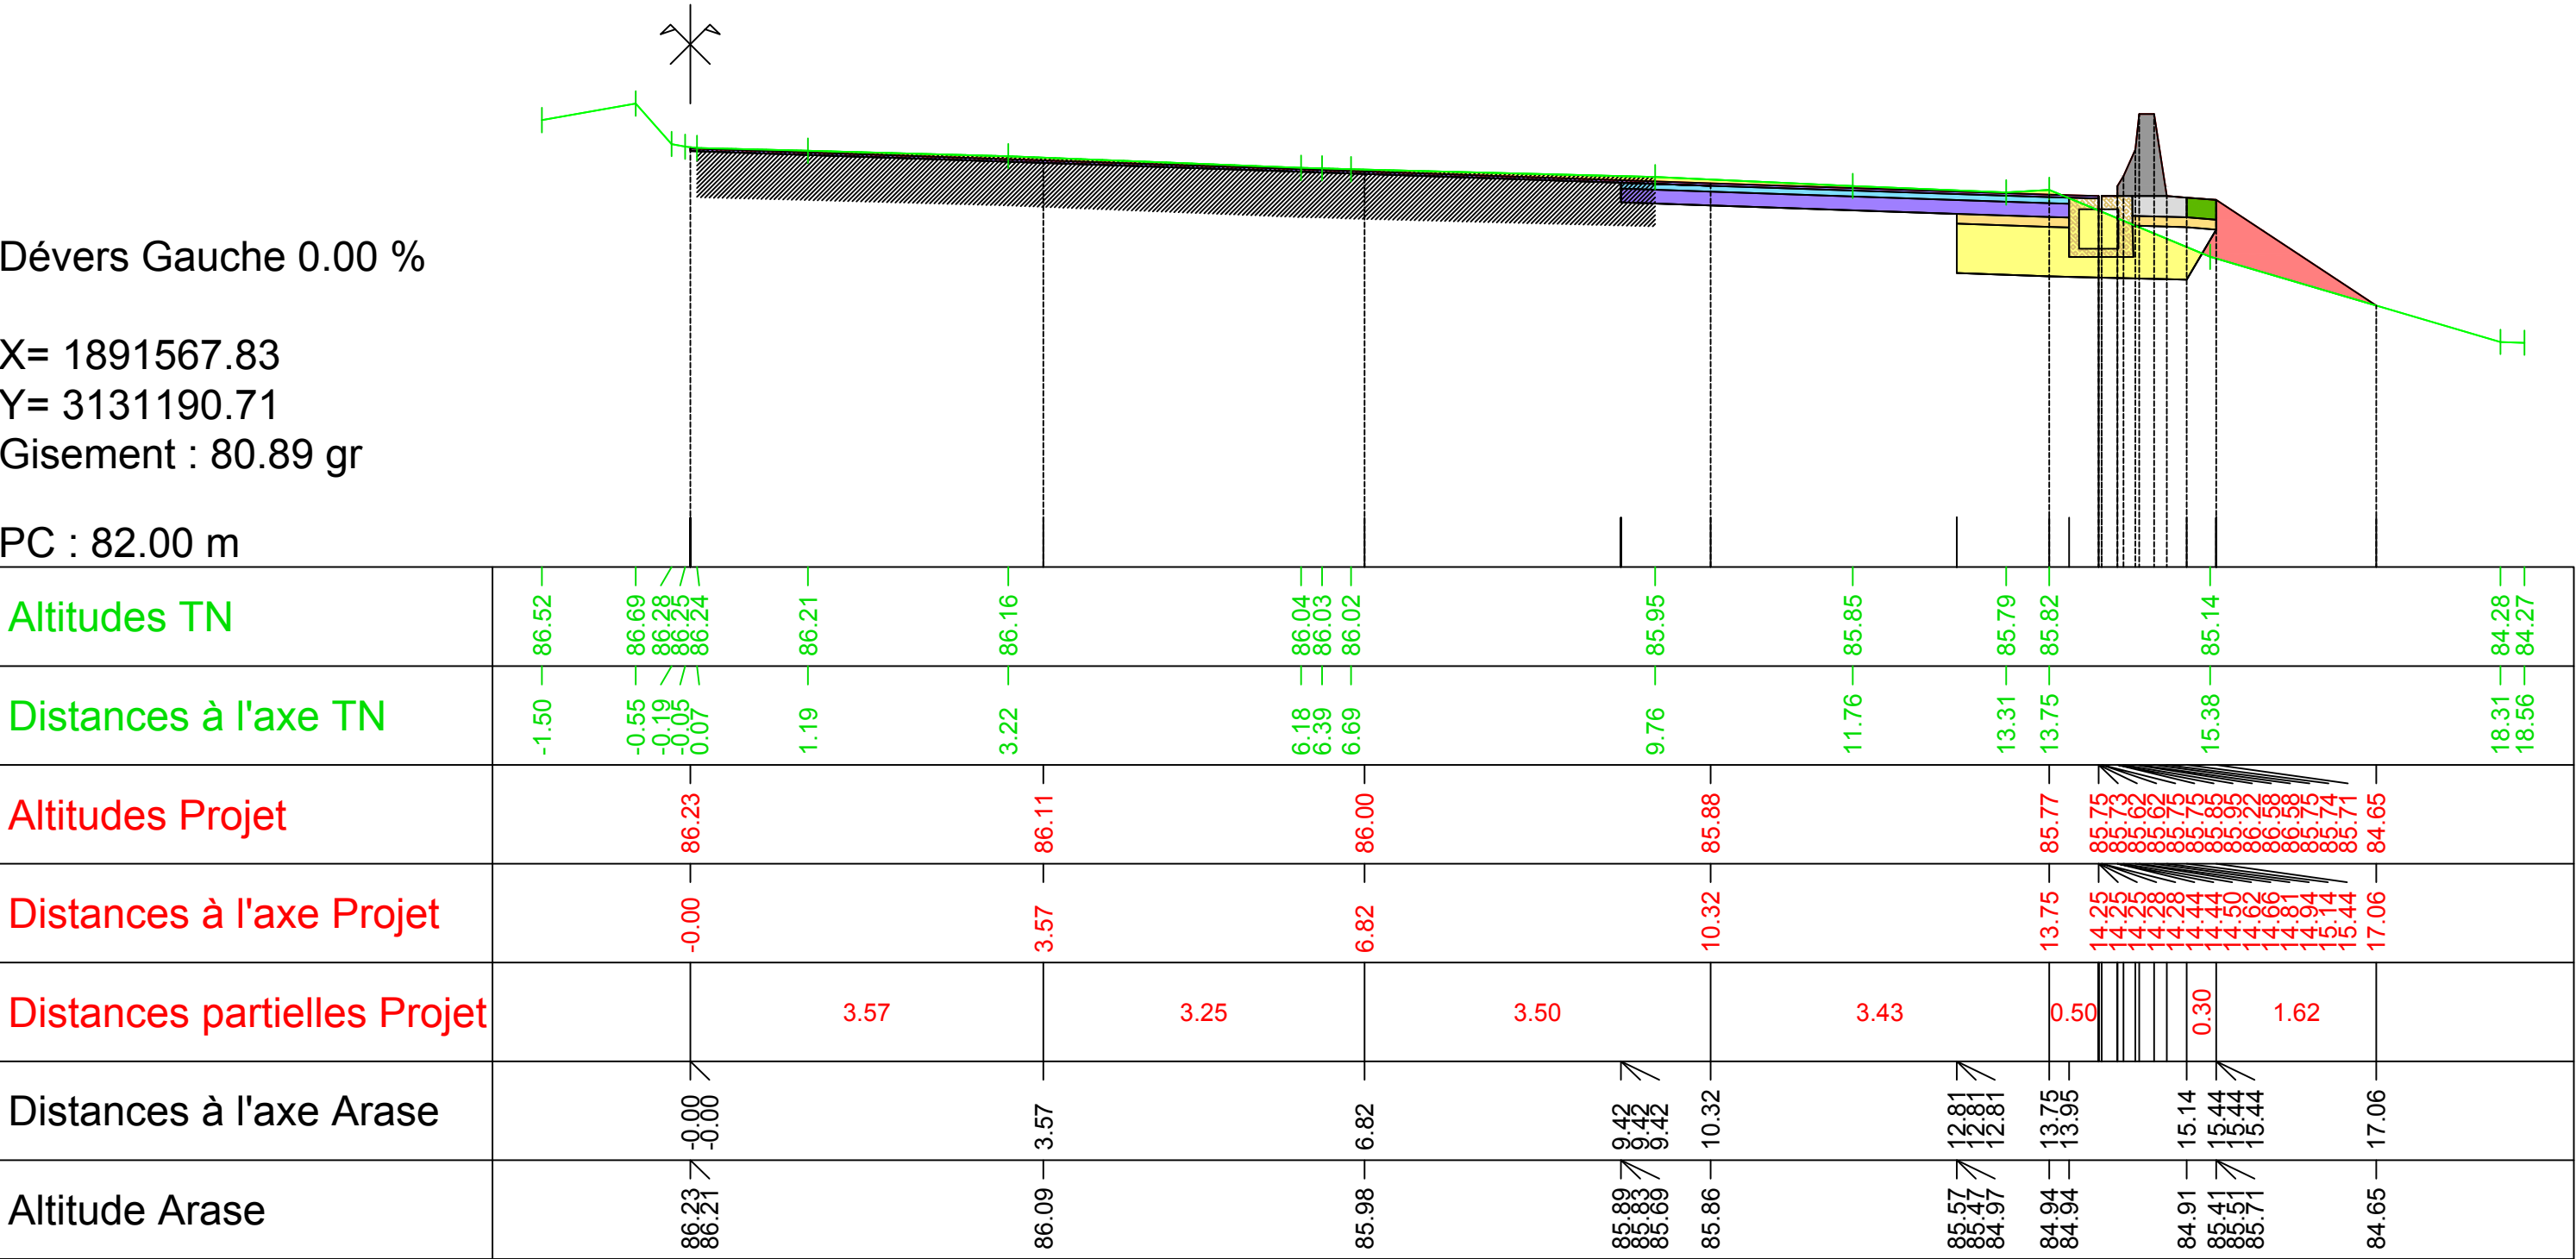 Dévers Gauche 0.00 %
X= 1891567.83
Y= 3131190.71
Gisement : 80.89 gr
PC : 82.00 m
Altitudes TN 86.52 86.69 86.28 86.25 86.24 86.21 86.16 86.04 86.03 86.02 85.95 85.85 85.79 85.82 85.14 84.28 84.27
Distances à l'axe TN -1.50 -0.55 -0.19 -0.05 0.07 1.19 3.22 6.18 6.39 6.69 9.76 11.76 13.31 13.75 15.38 18.31 18.56
Altitudes Projet 86.23 86.11 86.00 85.88 85.77 85.75 85.73 85.62 85.62 85.75 85.75 85.85 85.95 86.22 86.58 86.58 85.75 85.74 85.71 84.65
Distances à l'axe Projet -0.00 3.57 6.82 10.32 13.75 14.25 14.25 14.25 14.28 14.28 14.44 14.44 14.50 14.62 14.66 14.81 14.94 15.14 15.44 17.06
Distances partielles Projet 3.57 3.25 3.50 3.43 0.50 0.30 1.62
Distances à l'axe Arase -0.00 -0.00 3.57 6.82 9.42 9.42 9.42 10.32 12.81 12.81 12.81 13.75 13.95 15.14 15.44 15.44 15.44 17.06
Altitude Arase 86.23 86.21 86.09 85.98 85.89 85.83 85.69 85.86 85.57 85.47 84.97 84.94 84.94 84.91 85.41 85.51 85.71 84.65